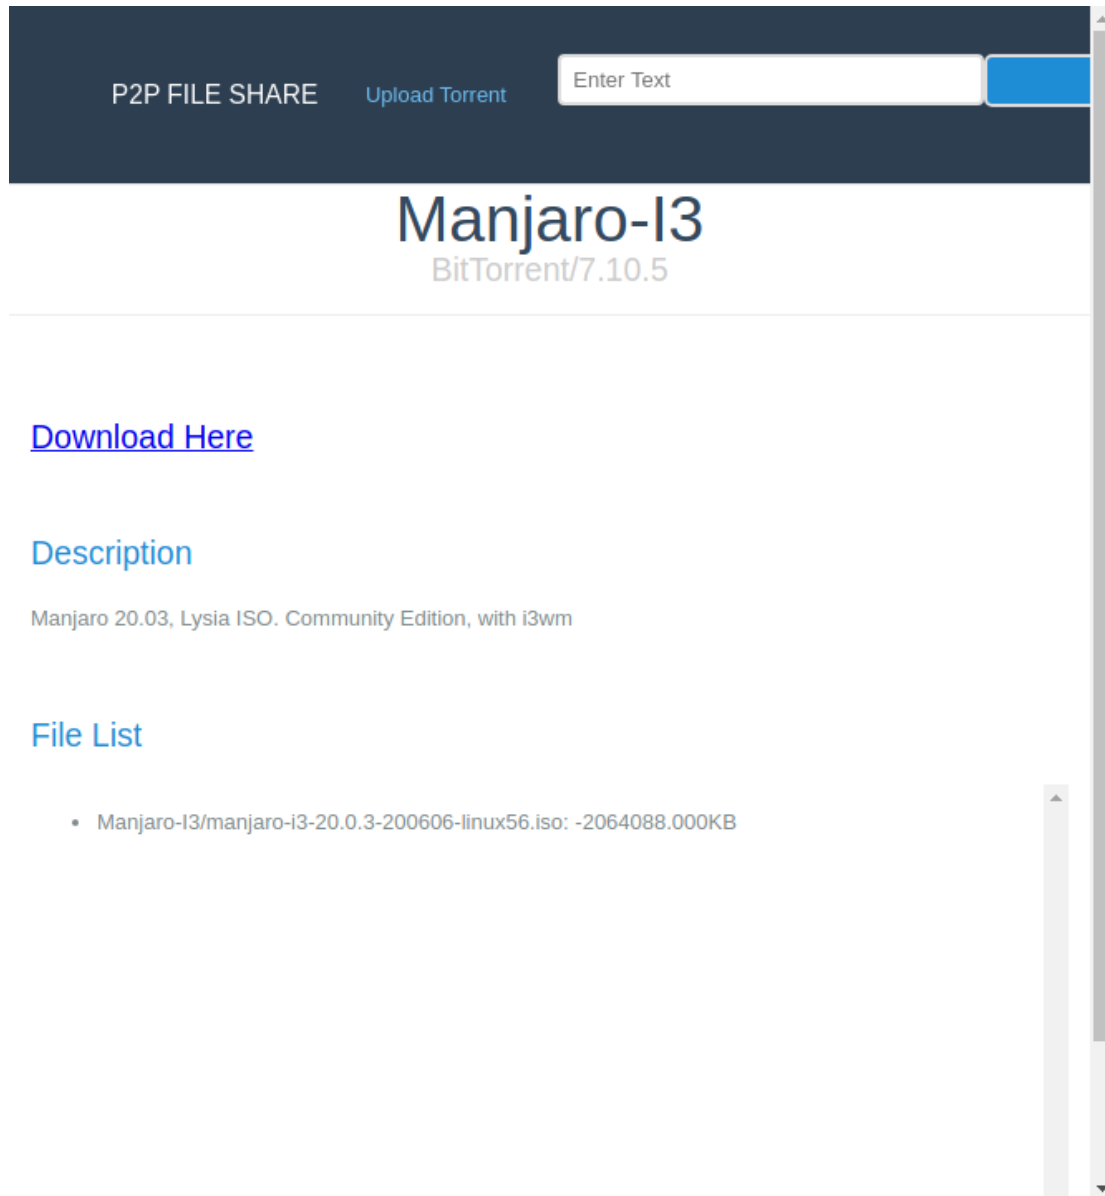 P2P FILE SHARE Upload Torrent Enter Text
Manjaro-I3
BitTorrent/7.10.5
Download Here
Description
Manjaro 20.03, Lysia ISO. Community Edition, with i3wm
File List
• Manjaro-I3/manjaro-i3-20.0.3-200606-linux56.iso: -2064088.000KB